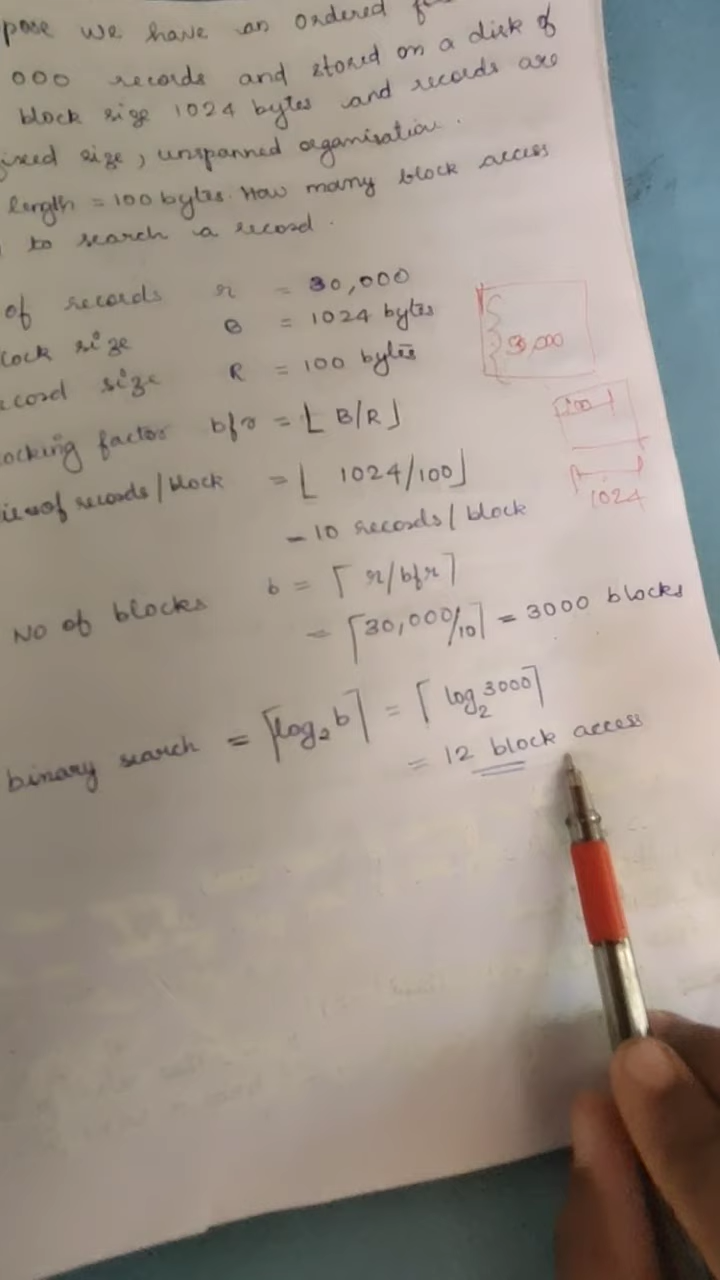 pose we have an ordered
000 records and stored on a disk of
block size 1024 bytes and records are
ixed size, unspanned organisation.
length = 100 bytes. How many block access
to search a record.
of records r = 30,000
lock size B = 1024 bytes
ecord size R = 100 bytes
3,000
100
1024
ocking factor bfr = ⌊ B/R ⌋
of records/block = ⌊ 1024/100⌋
- 10 records/block
No of blocks b = ⌈ r/bfr ⌉
= ⌈30,000/10⌉ = 3000 blocks
binary search = ⌈log₂b⌉ = ⌈ log₂3000⌉
= 12 block access